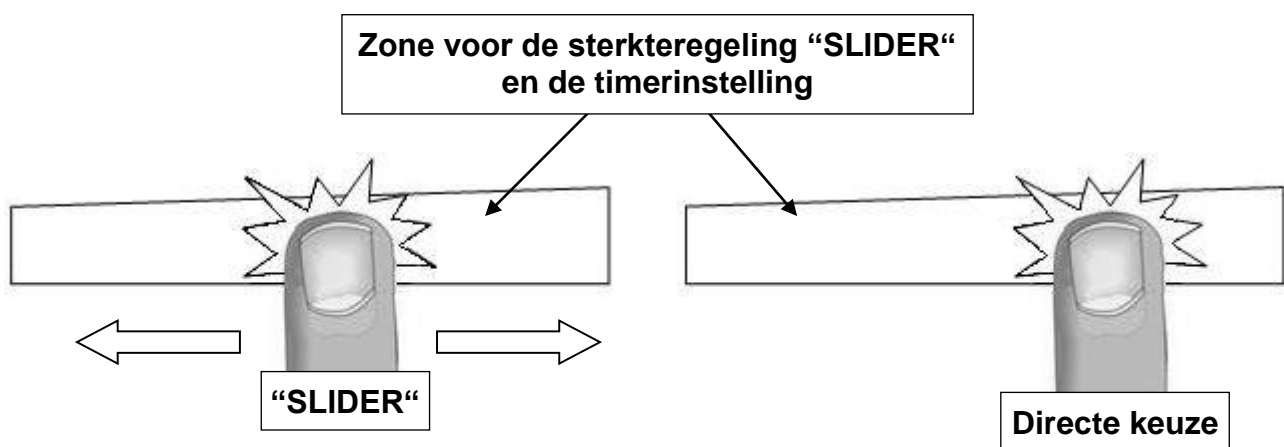 Zone voor de sterkteregeling “SLIDER“
en de timerinstelling
“SLIDER“
Directe keuze